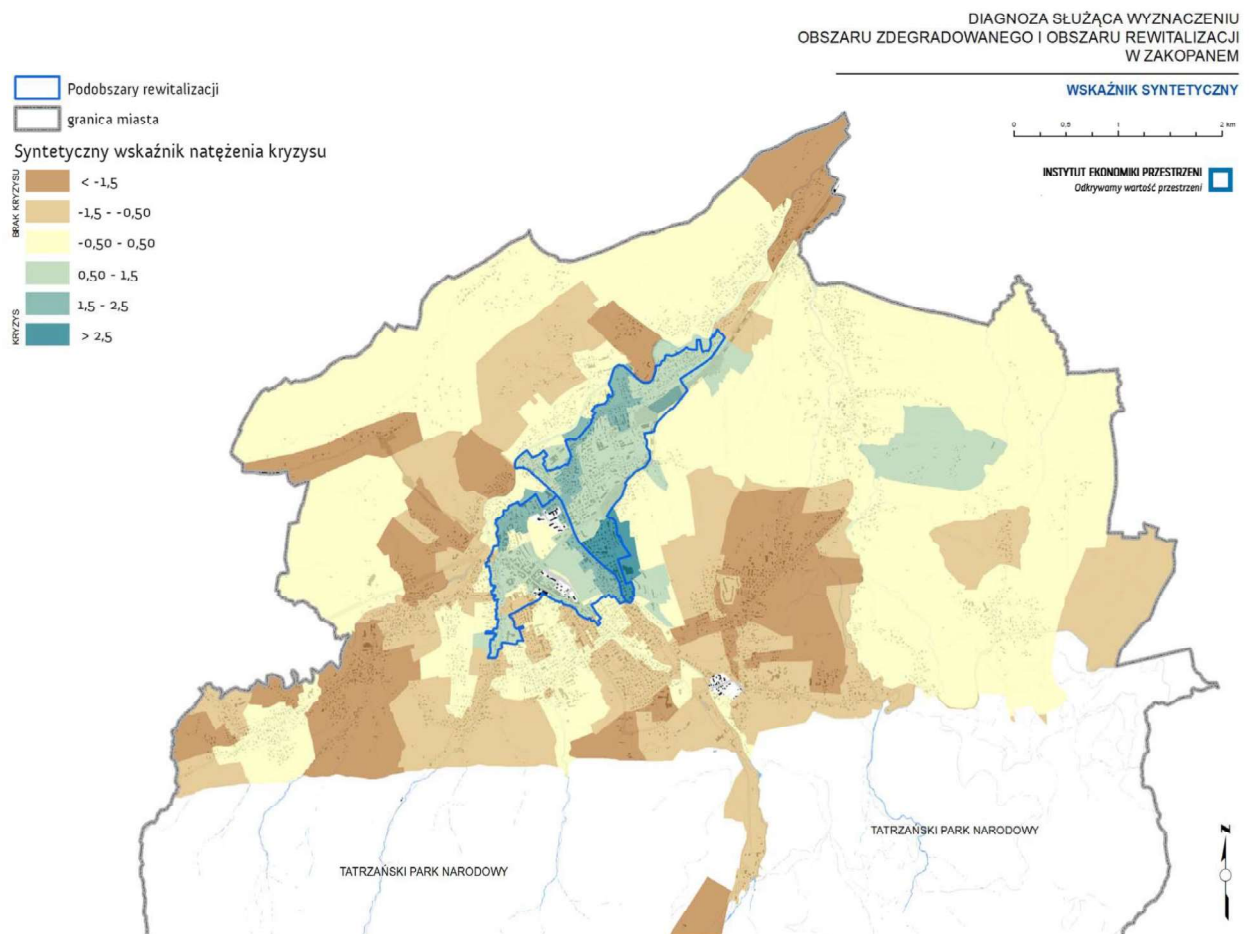 DIAGNOZA SŁUŻĄCA WYZNACZENIU
OBSZARU ZDEGRADOWANEGO I OBSZARU REWITALIZACJI
W ZAKOPANEM
WSKAŹNIK SYNTETYCZNY
0 0,5 1 2 km
INSTYTUT EKONOMIKI PRZESTRZENI
Odkrywamy wartość przestrzeni
Podobszary rewitalizacji
granica miasta
Syntetyczny wskaźnik natężenia kryzysu
BRAK KRYZYSU
< -1,5
-1,5 - -0,50
-0,50 - 0,50
0,50 - 1,5
1,5 - 2,5
KRYZYS
> 2,5
TATRZAŃSKI PARK NARODOWY
TATRZAŃSKI PARK NARODOWY
N